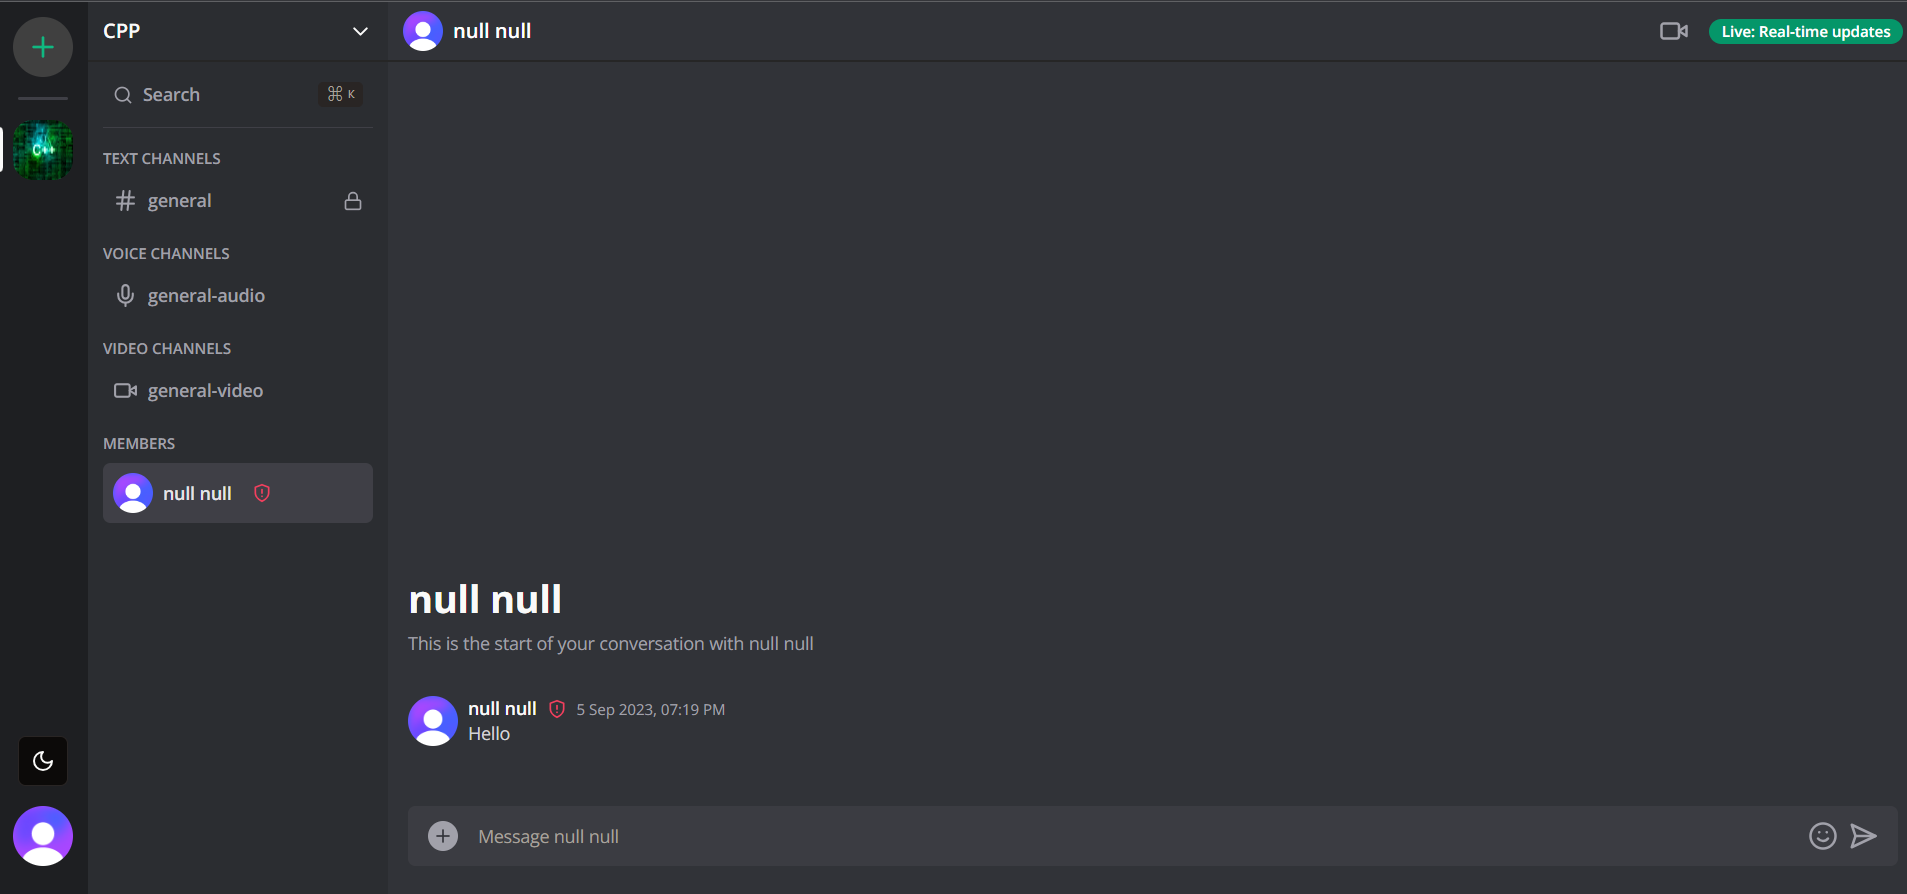 CPP
Search
⌘ K
TEXT CHANNELS
general
VOICE CHANNELS
general-audio
VIDEO CHANNELS
general-video
MEMBERS
null null
C++
null null
Live: Real-time updates
null null
This is the start of your conversation with null null
null null 5 Sep 2023, 07:19 PM
Hello
Message null null